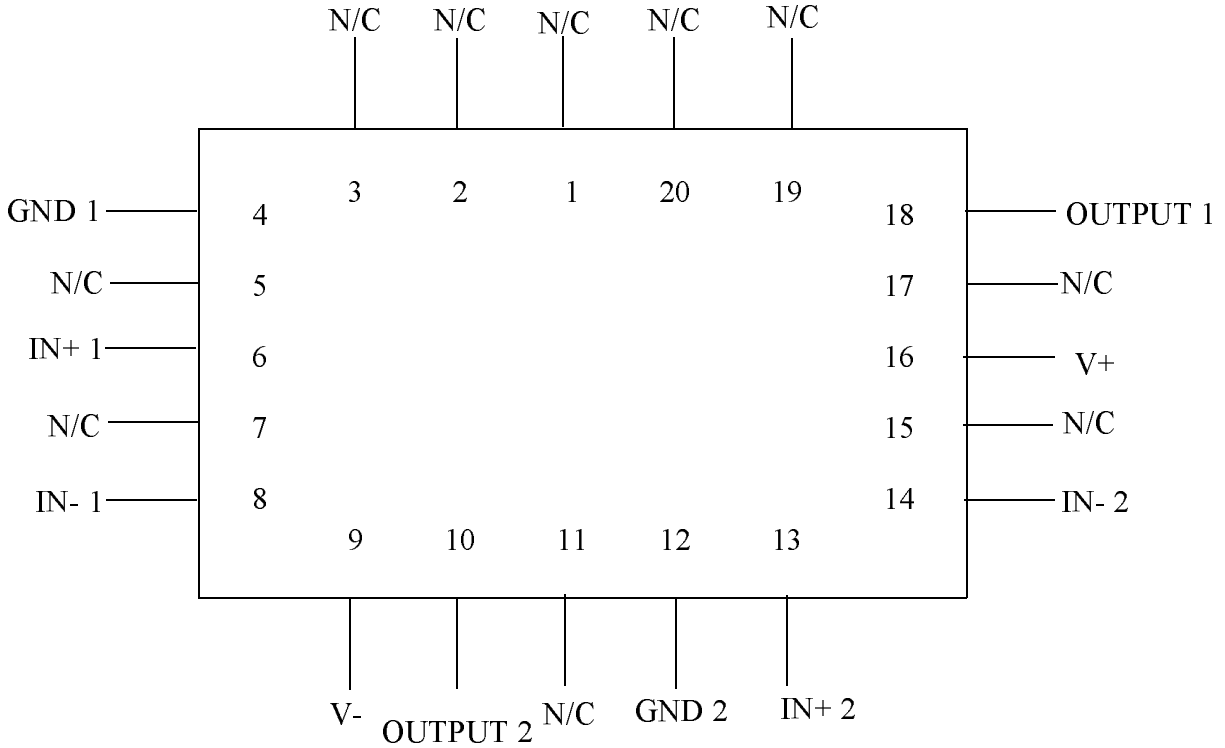 N/C N/C N/C N/C N/C
3 2 1 20 19
GND 1 4 18 OUTPUT 1
N/C 5 17 N/C
IN+ 1 6 16 V+
N/C 7 15 N/C
IN- 1 8 14 IN- 2
9 10 11 12 13
V- OUTPUT 2 N/C GND 2 IN+ 2